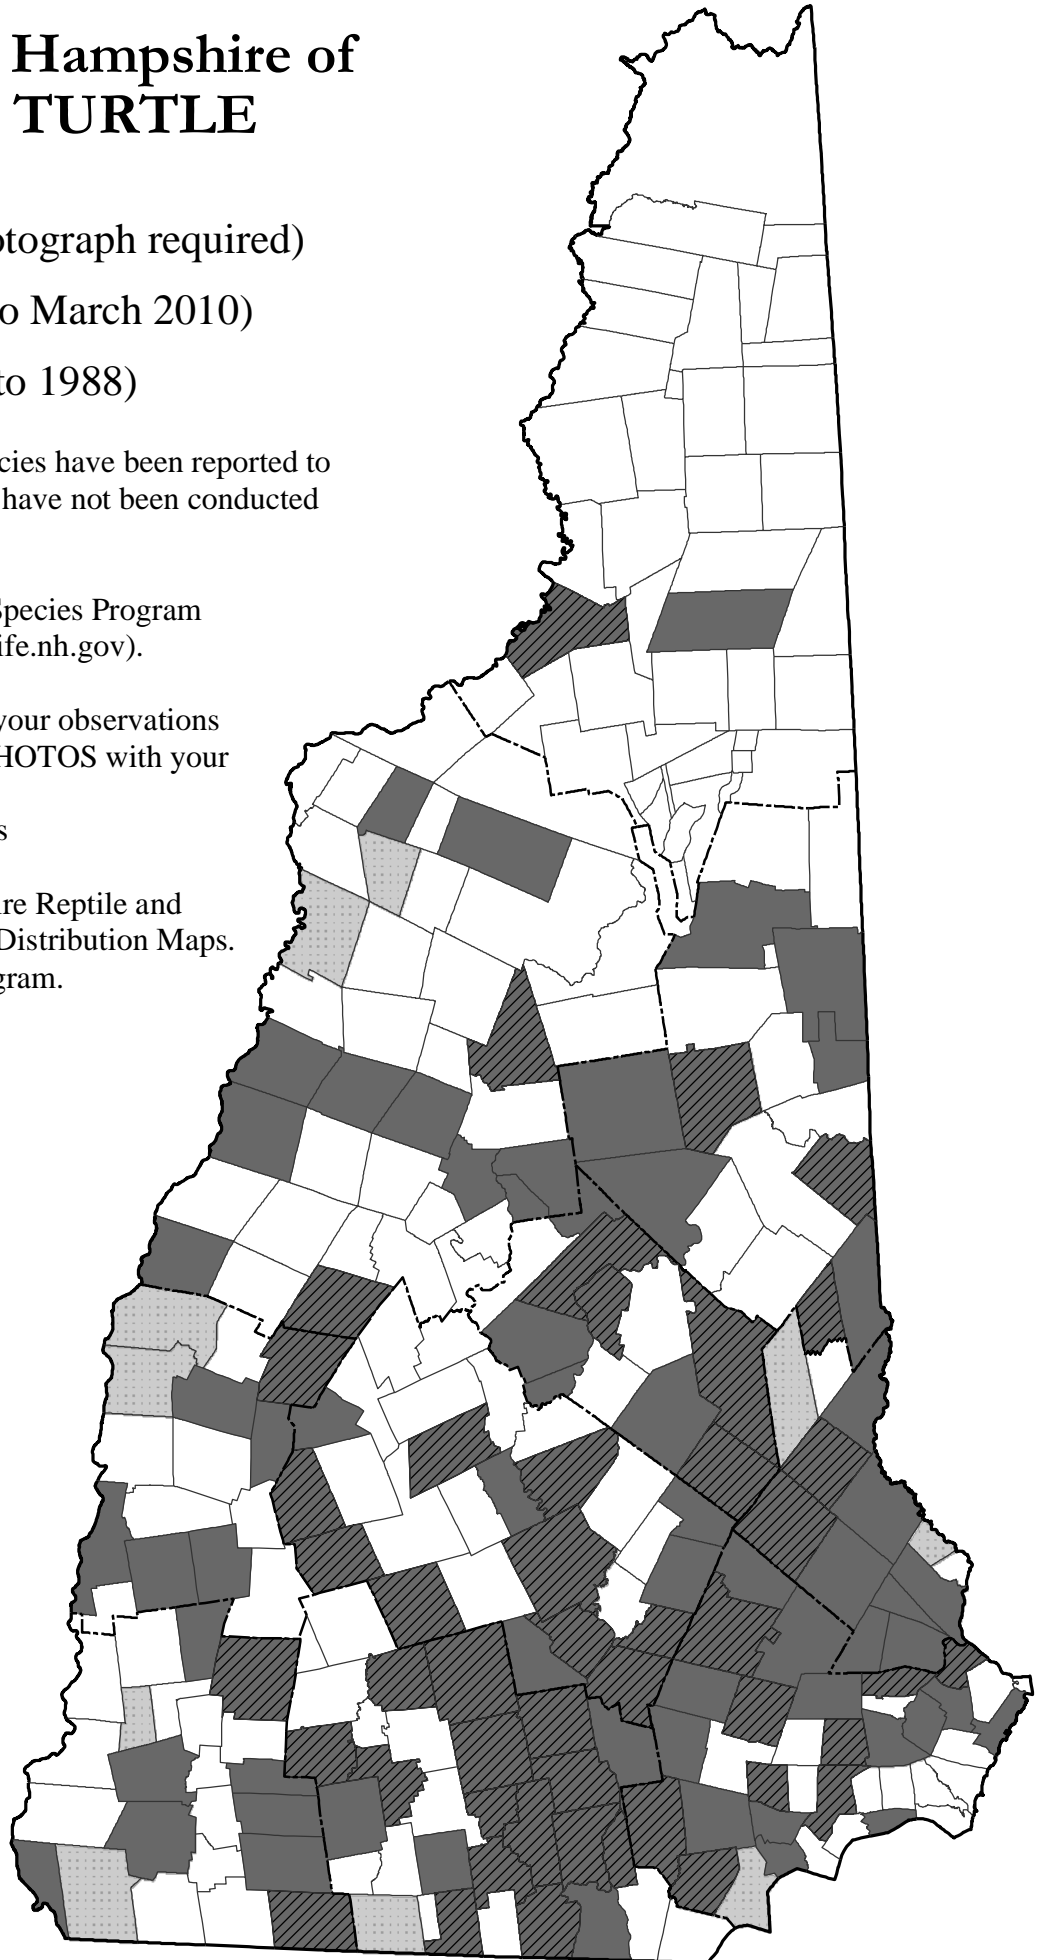 Hampshire of
TURTLE
otograph required)
o March 2010)
to 1988)
cies have been reported to
have not been conducted
Species Program
ife.nh.gov).
your observations
HOTOS with your
s
ire Reptile and
Distribution Maps.
gram.